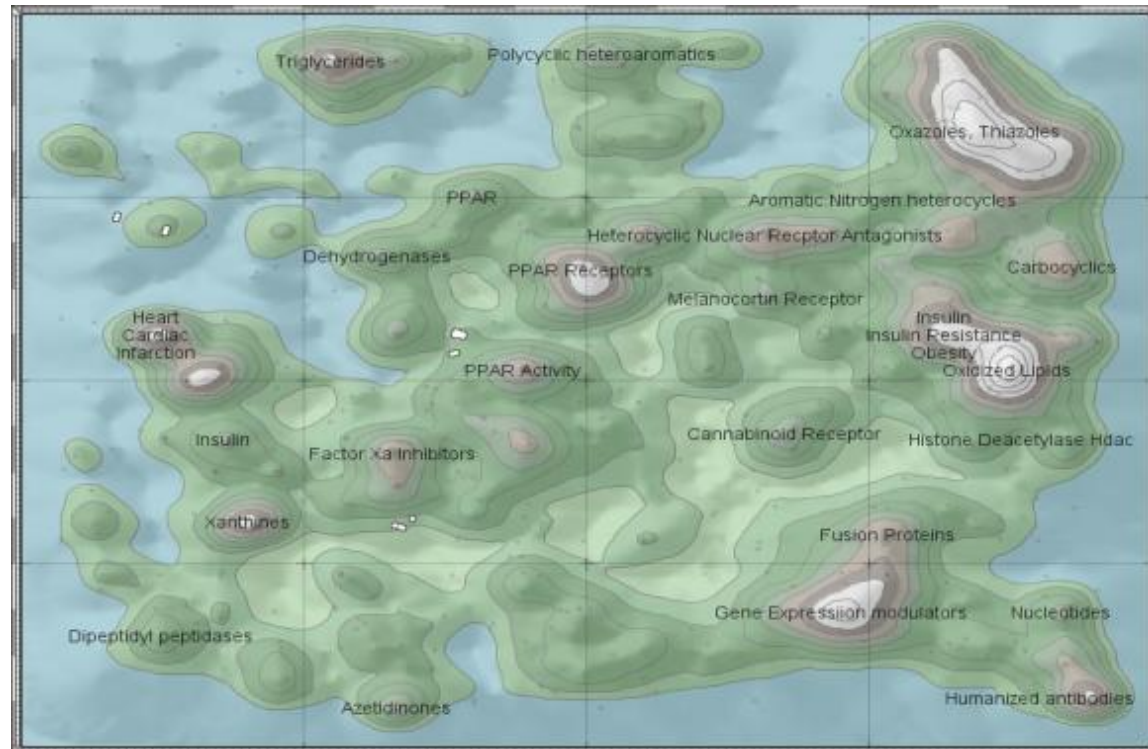 Triglycerides
Polycyclic heteroaromatics
Oxazoles, Thiazoles
PPAR
Aromatic Nitrogen heterocycles
Heterocyclic Nuclear Recptor Antagonists
Dehydrogenases
PPAR Receptors
Carbocyclics
Melanocortin Receptor
Heart
Cardiac
Infarction
Insulin
Insulin Resistance
Obesity
Oxidized Lipids
PPAR Activity
Insulin
Factor Xa Inhibitors
Cannabinoid Receptor
Histone Deacetylase Hdac
Xanthines
Fusion Proteins
Gene Expressiion modulators
Nucleotides
Dipeptidyl peptidases
Azetidinones
Humanized antibodies